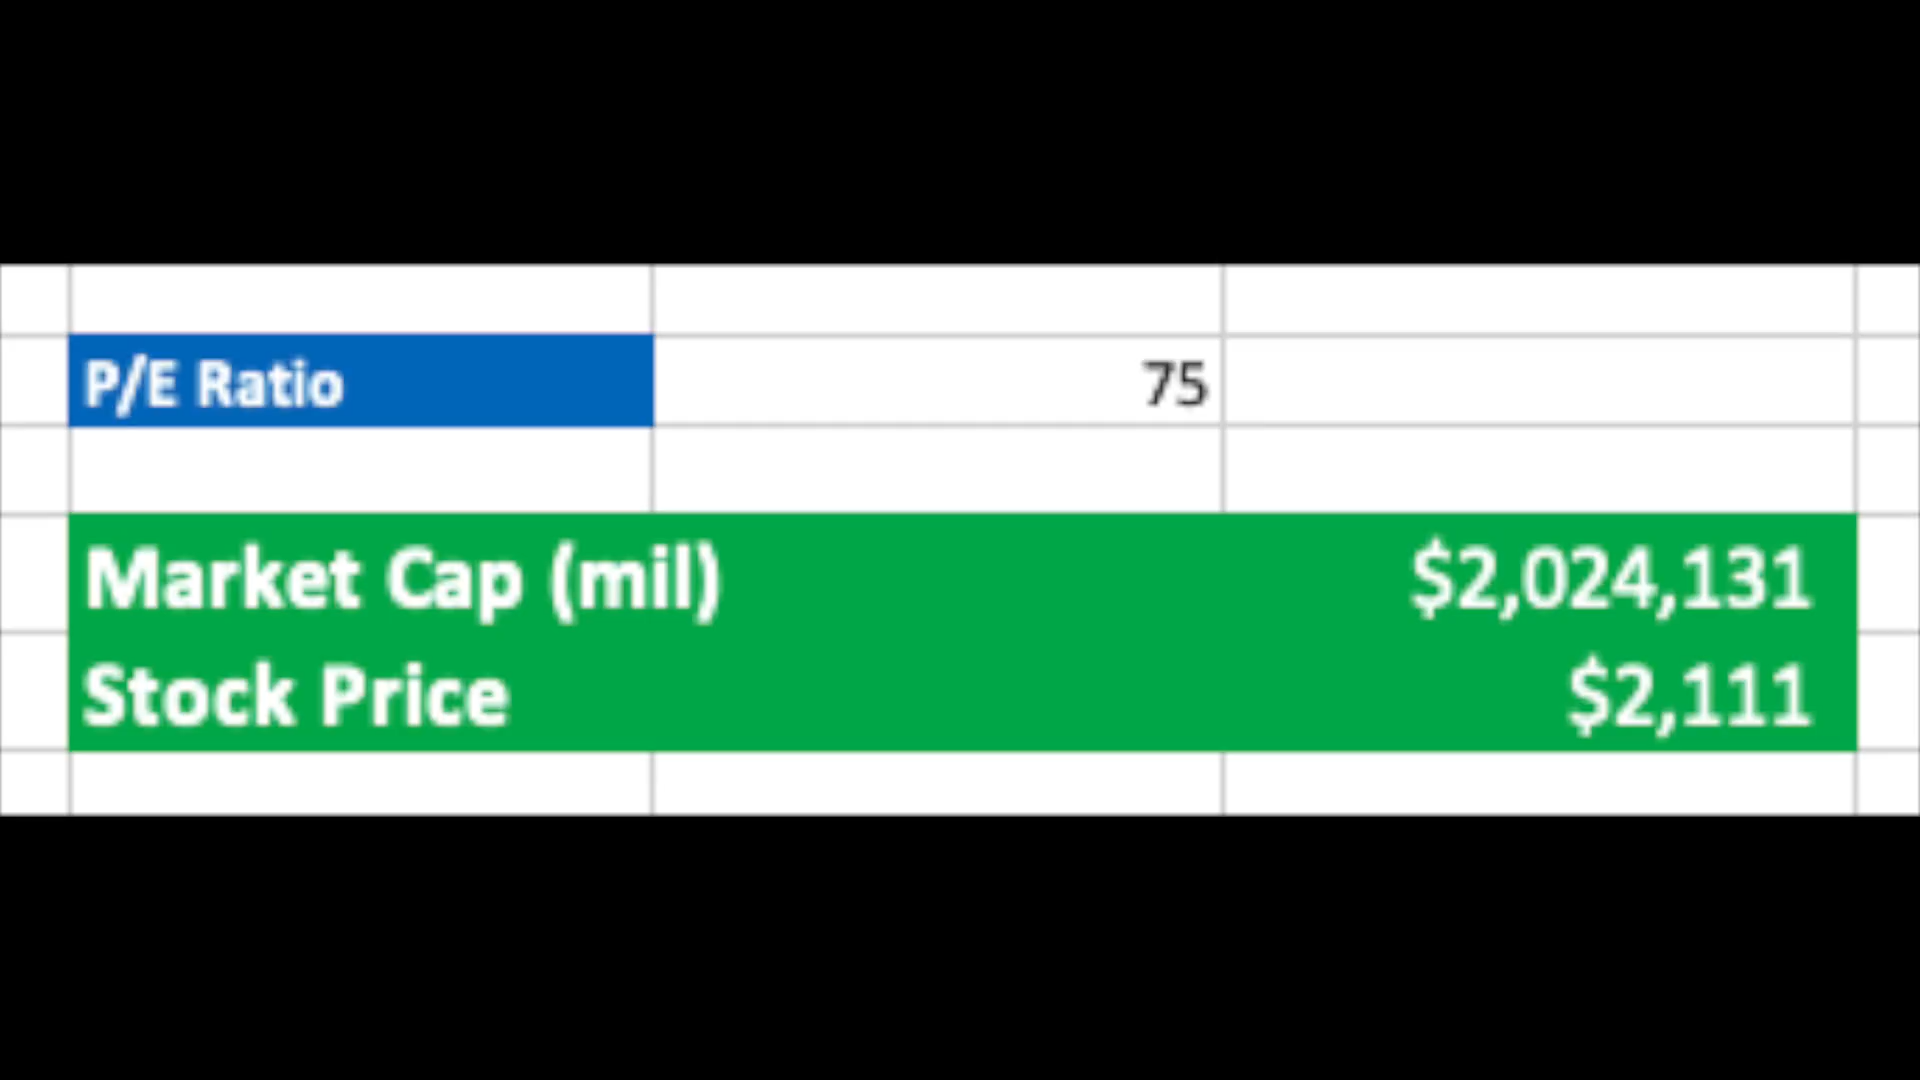 P/E Ratio 75
Market Cap (mil) $2,024,131
Stock Price $2,111